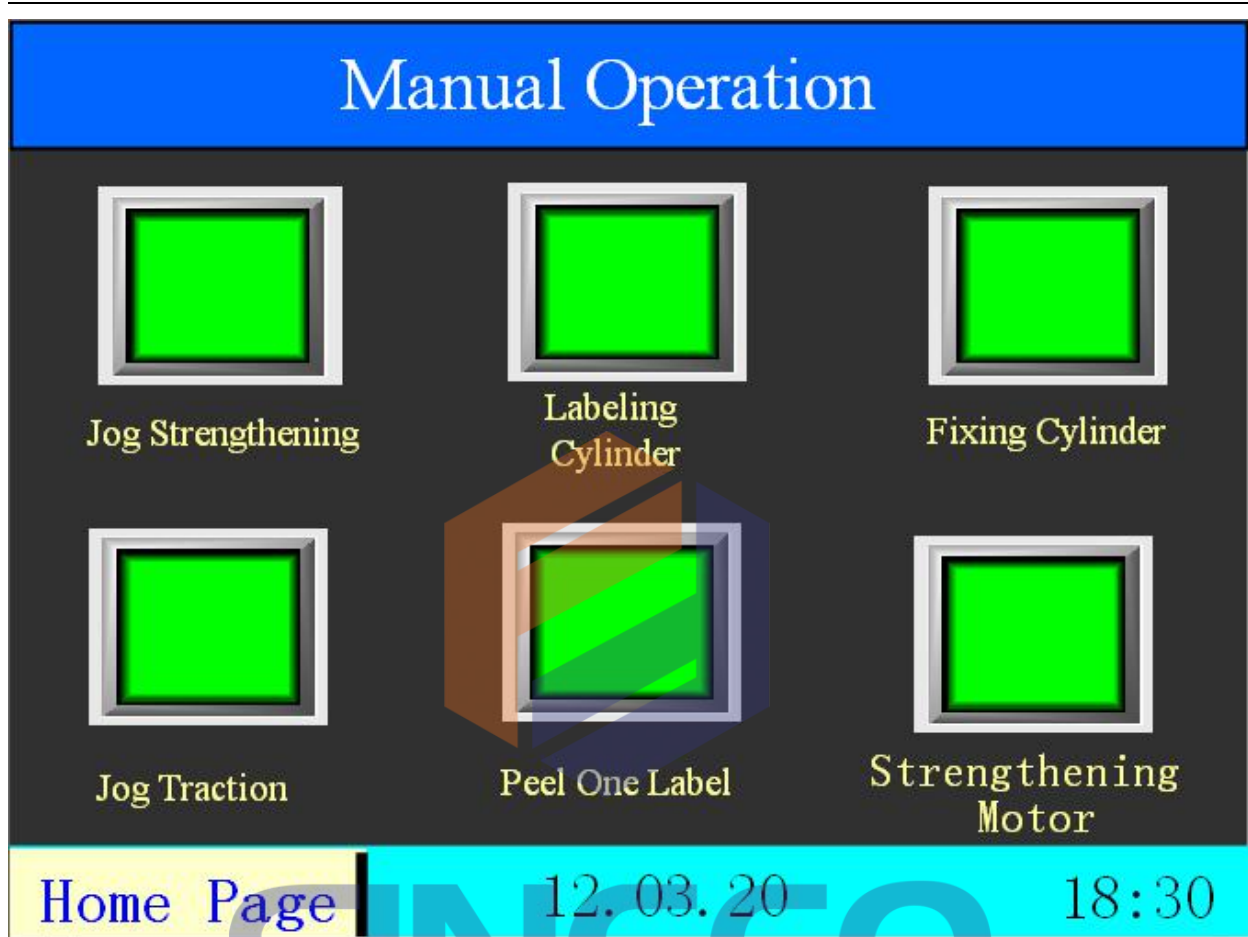 Manual Operation
Jog Strengthening
Labeling
Cylinder
Fixing Cylinder
Jog Traction
Peel One Label
Strengthening
Motor
Home Page
12.03.20
18:30